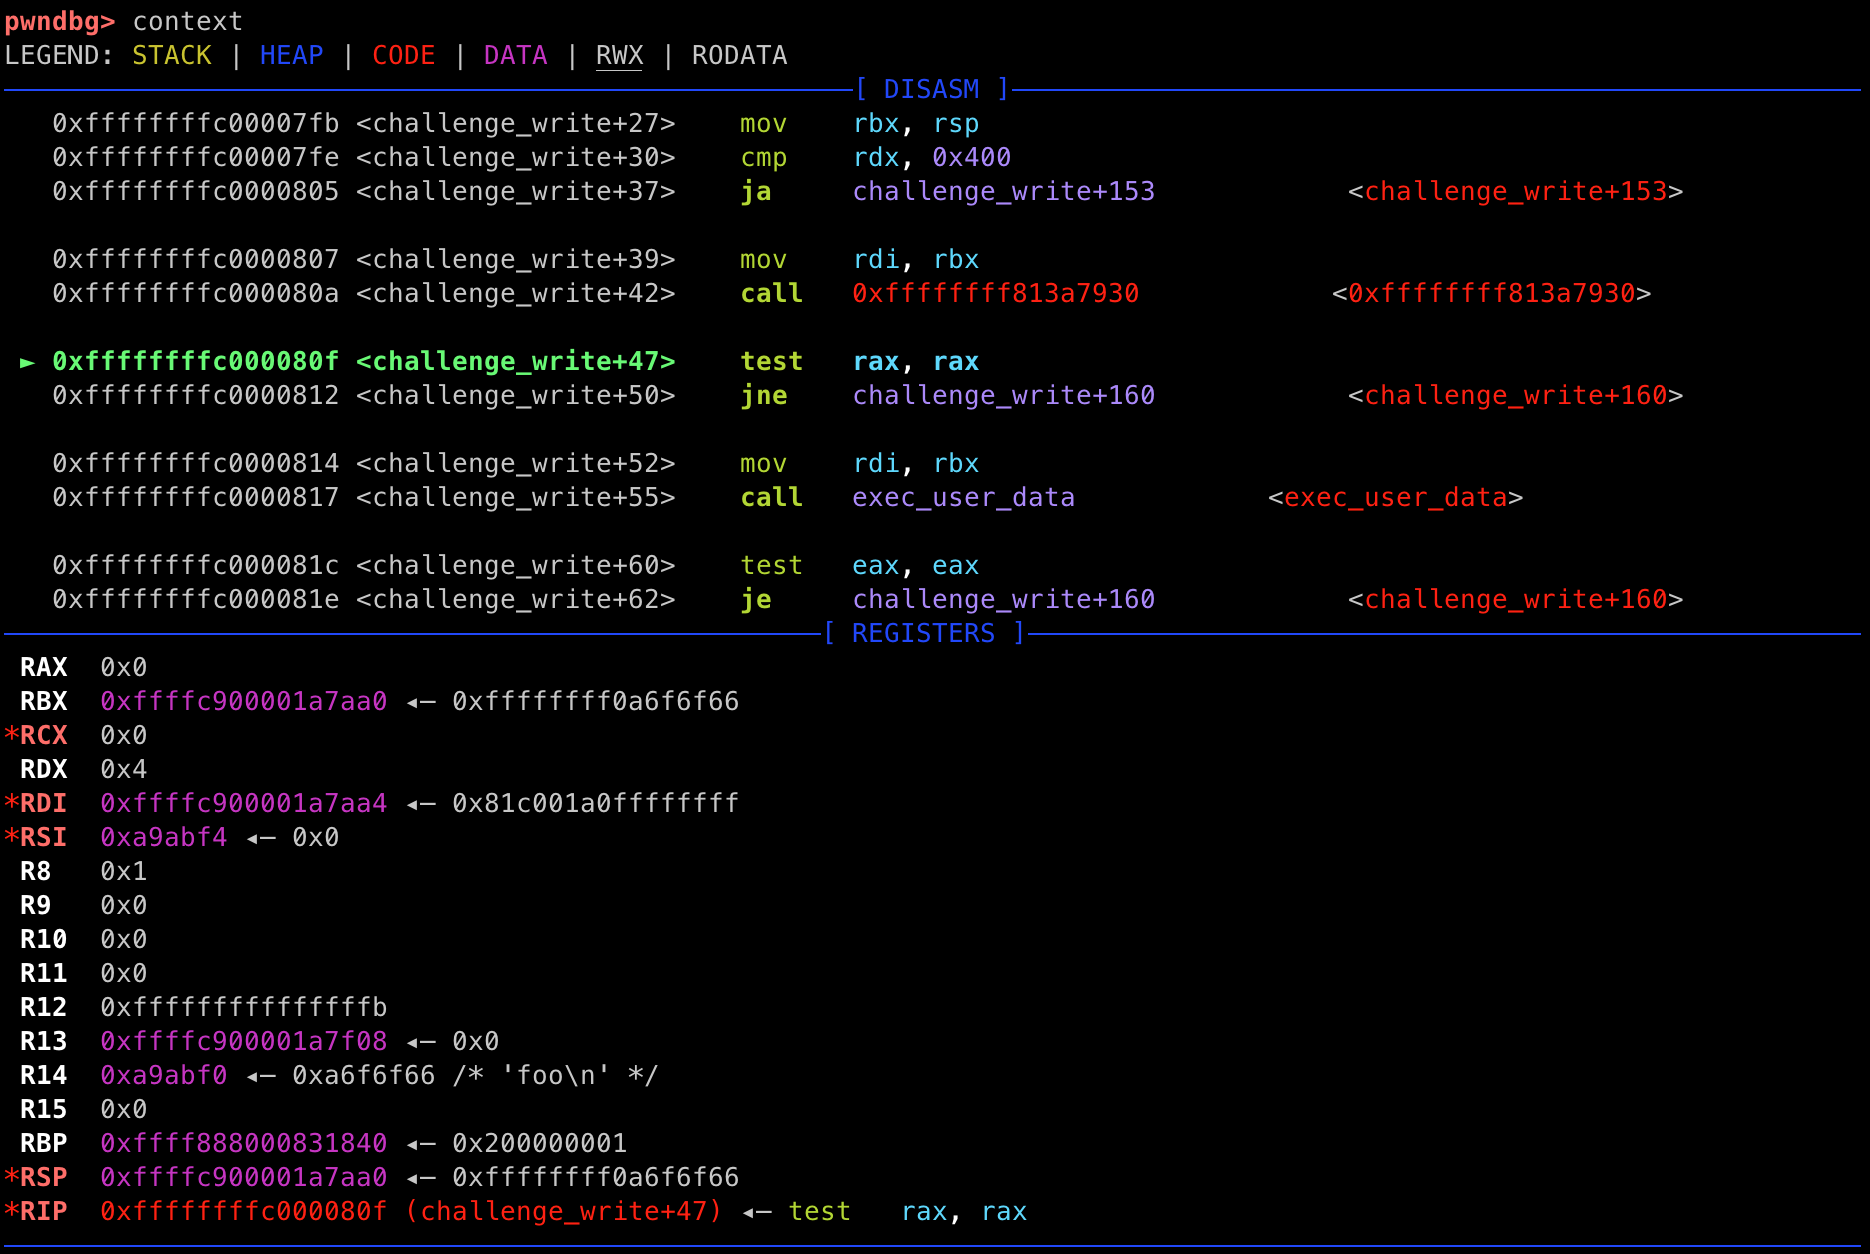 pwndbg> context
LEGEND: STACK | HEAP | CODE | DATA | RWX | RODATA
[ DISASM ]
0xffffffffc00007fb <challenge_write+27>    mov    rbx, rsp
0xffffffffc00007fe <challenge_write+30>    cmp    rdx, 0x400
0xffffffffc0000805 <challenge_write+37>    ja     challenge_write+153            <challenge_write+153>
0xffffffffc0000807 <challenge_write+39>    mov    rdi, rbx
0xffffffffc000080a <challenge_write+42>    call   0xffffffff813a7930            <0xffffffff813a7930>
► 0xffffffffc000080f <challenge_write+47>    test   rax, rax
0xffffffffc0000812 <challenge_write+50>    jne    challenge_write+160            <challenge_write+160>
0xffffffffc0000814 <challenge_write+52>    mov    rdi, rbx
0xffffffffc0000817 <challenge_write+55>    call   exec_user_data            <exec_user_data>
0xffffffffc000081c <challenge_write+60>    test   eax, eax
0xffffffffc000081e <challenge_write+62>    je     challenge_write+160            <challenge_write+160>
[ REGISTERS ]
RAX  0x0
RBX  0xffffc900001a7aa0 ◂— 0xffffffff0a6f6f66
*RCX  0x0
RDX  0x4
*RDI  0xffffc900001a7aa4 ◂— 0x81c001a0ffffffff
*RSI  0xa9abf4 ◂— 0x0
R8   0x1
R9   0x0
R10  0x0
R11  0x0
R12  0xfffffffffffffffb
R13  0xffffc900001a7f08 ◂— 0x0
R14  0xa9abf0 ◂— 0xa6f6f66 /* 'foo\n' */
R15  0x0
RBP  0xffff888000831840 ◂— 0x200000001
*RSP  0xffffc900001a7aa0 ◂— 0xffffffff0a6f6f66
*RIP  0xffffffffc000080f (challenge_write+47) ◂— test   rax, rax